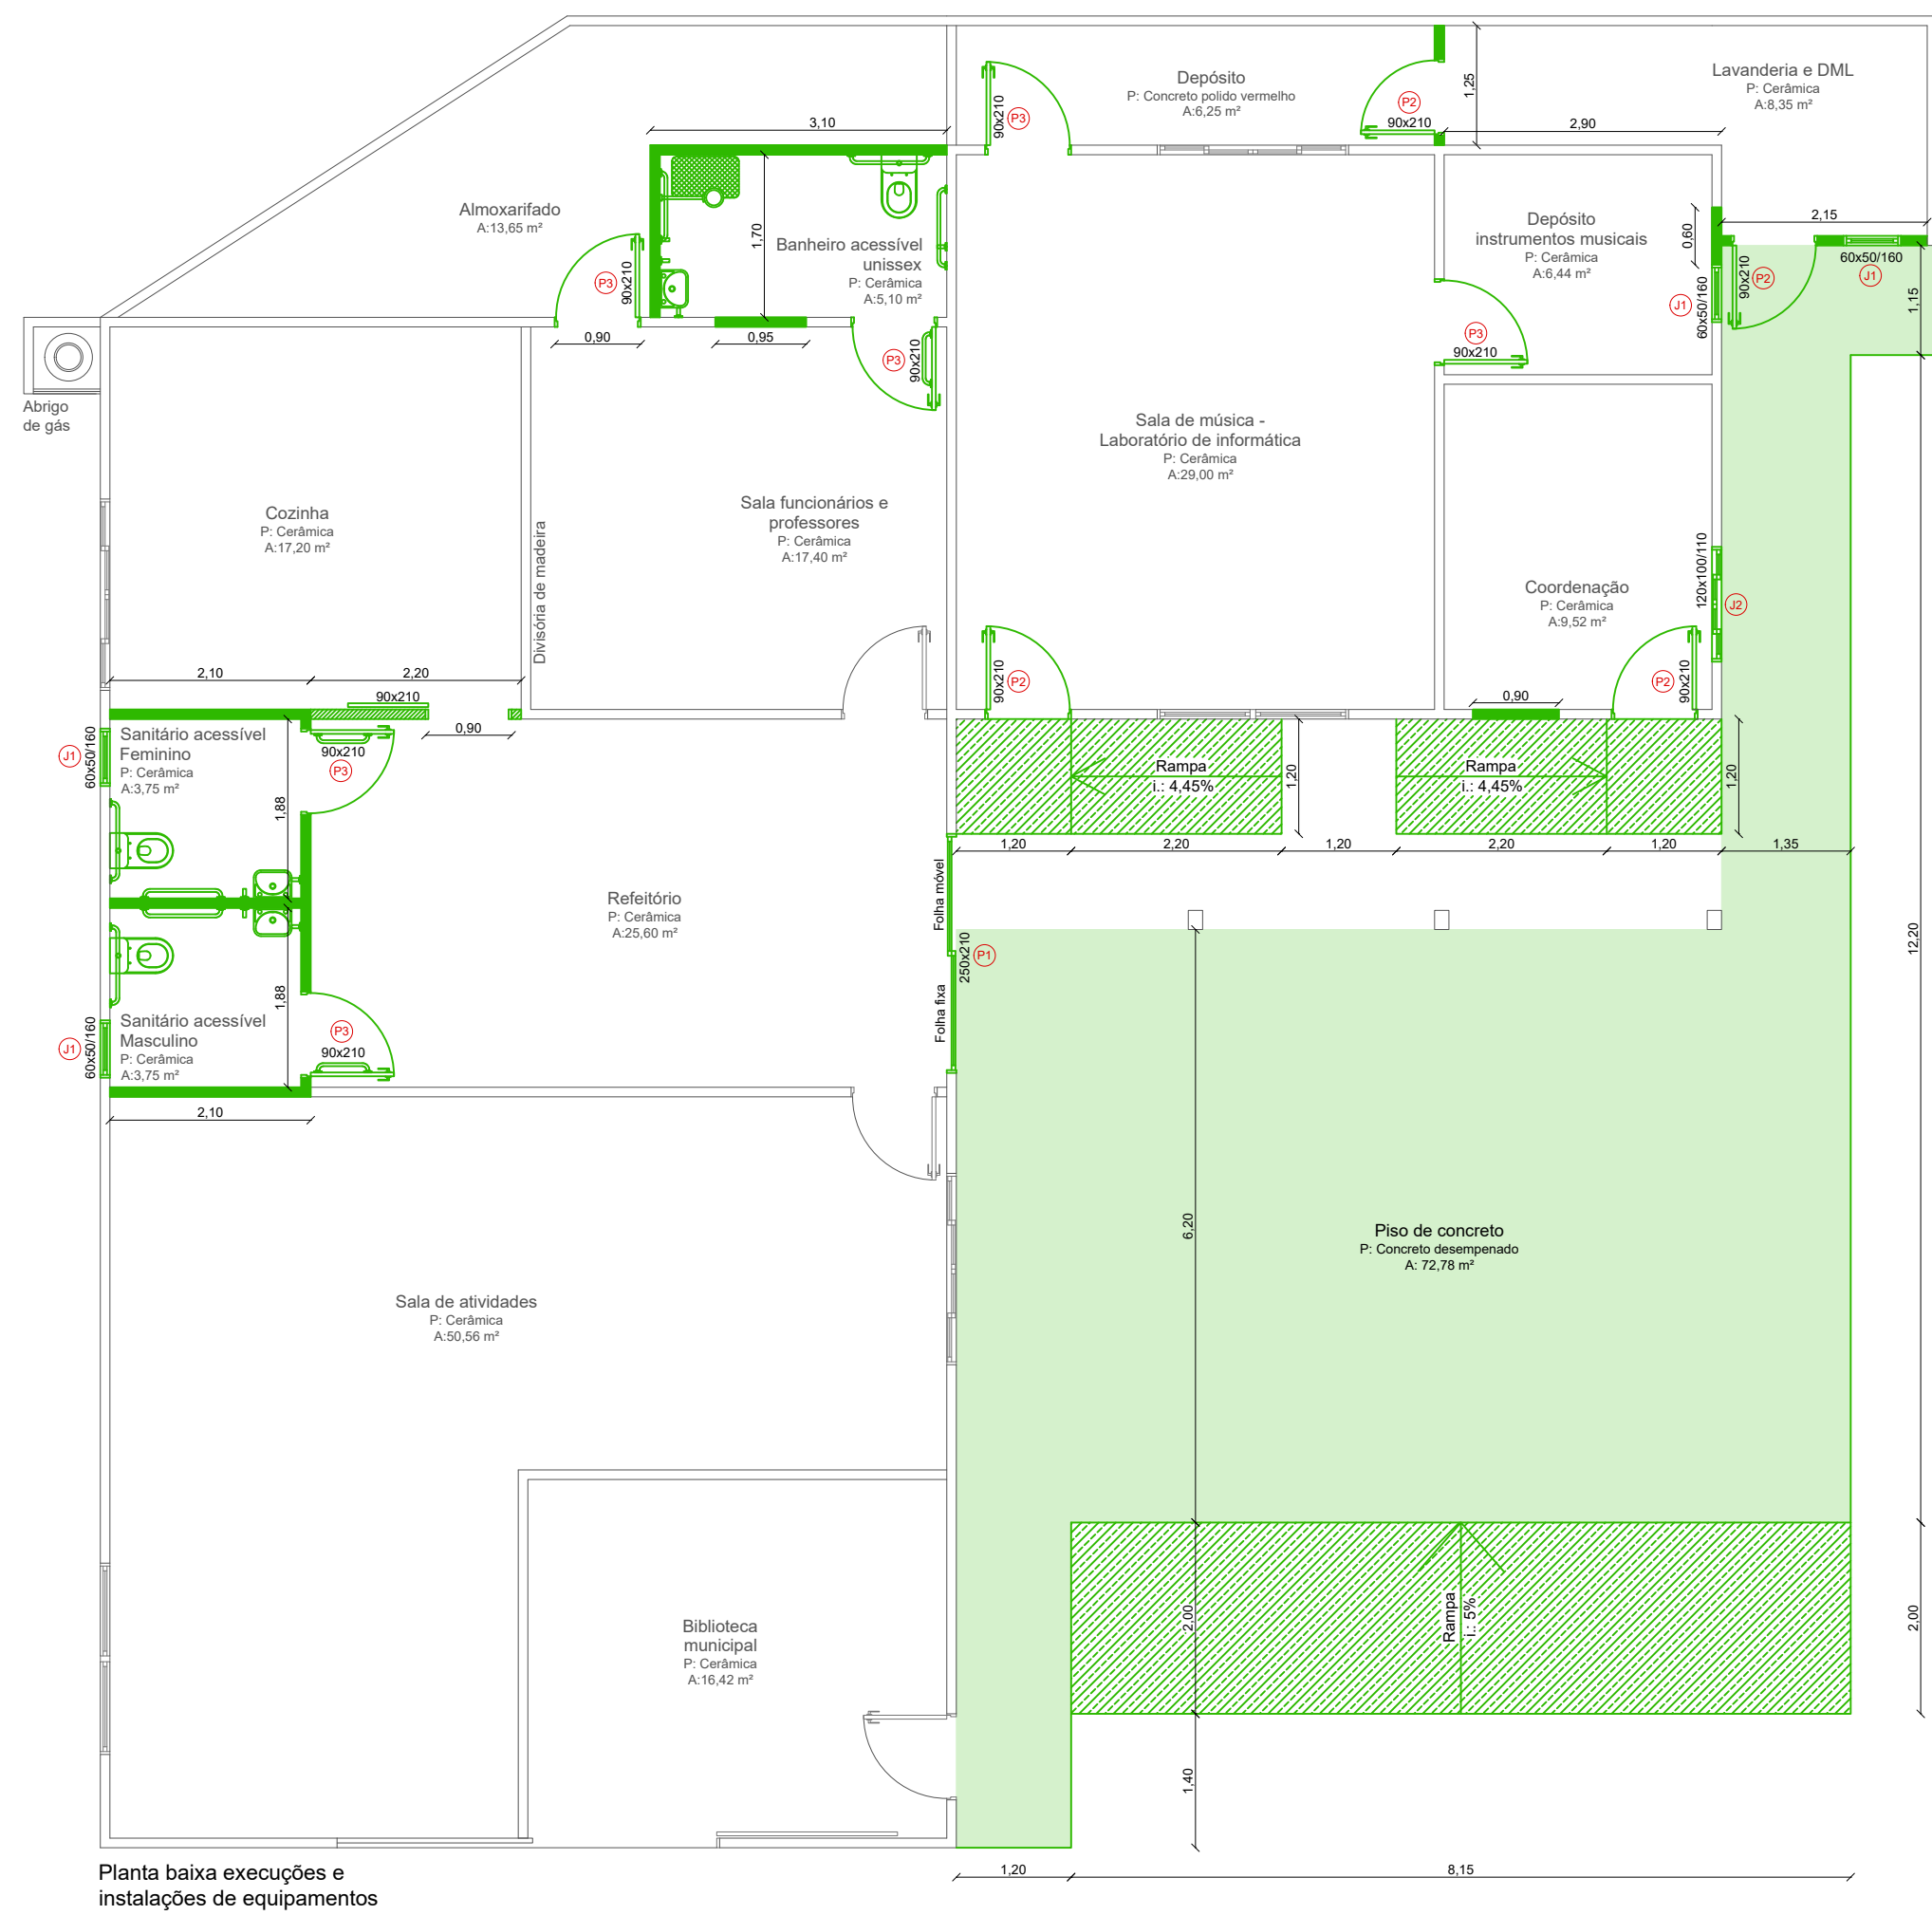 Depósito
P: Concreto polido vermelho
A:6,25 m²
P3
90x210
P2
90x210
1,25
Lavanderia e DML
P: Cerâmica
A:8,35 m²
2,90
3,10
Almoxarifado
A:13,65 m²
1,70
Banheiro acessível
unissex
P: Cerâmica
A:5,10 m²
P3
90x210
0,90
0,95
P3
90x210
Depósito
instrumentos musicais
P: Cerâmica
A:6,44 m²
0,60
2,15
J1
60x50/160
90x210
P2
60x50/160
J1
1,15
P3
90x210
Abrigo
de gás
Cozinha
P: Cerâmica
A:17,20 m²
Divisória de madeira
Sala funcionários e
professores
P: Cerâmica
A:17,40 m²
Sala de música -
Laboratório de informática
P: Cerâmica
A:29,00 m²
Coordenação
P: Cerâmica
A:9,52 m²
120x100/110
J2
2,10
2,20
90x210
0,90
90x210
P2
0,90
P2
90x210
J1
60x50/160
Sanitário acessível
Feminino
P: Cerâmica
A:3,75 m²
90x210
P3
1,88
Rampa
i.: 4,45%
1,20
Rampa
i.: 4,45%
1,20
1,20
2,20
1,20
2,20
1,20
1,35
Refeitório
P: Cerâmica
A:25,60 m²
Folha móvel
250x210
P1
Folha fixa
12,20
1,88
J1
60x50/160
Sanitário acessível
Masculino
P: Cerâmica
A:3,75 m²
P3
90x210
2,10
6,20
Piso de concreto
P: Concreto desempenado
A: 72,78 m²
Sala de atividades
P: Cerâmica
A:50,56 m²
Biblioteca
municipal
P: Cerâmica
A:16,42 m²
2,00
Rampa
i.: 5%
2,00
1,40
1,20
8,15
Planta baixa execuções e
instalações de equipamentos